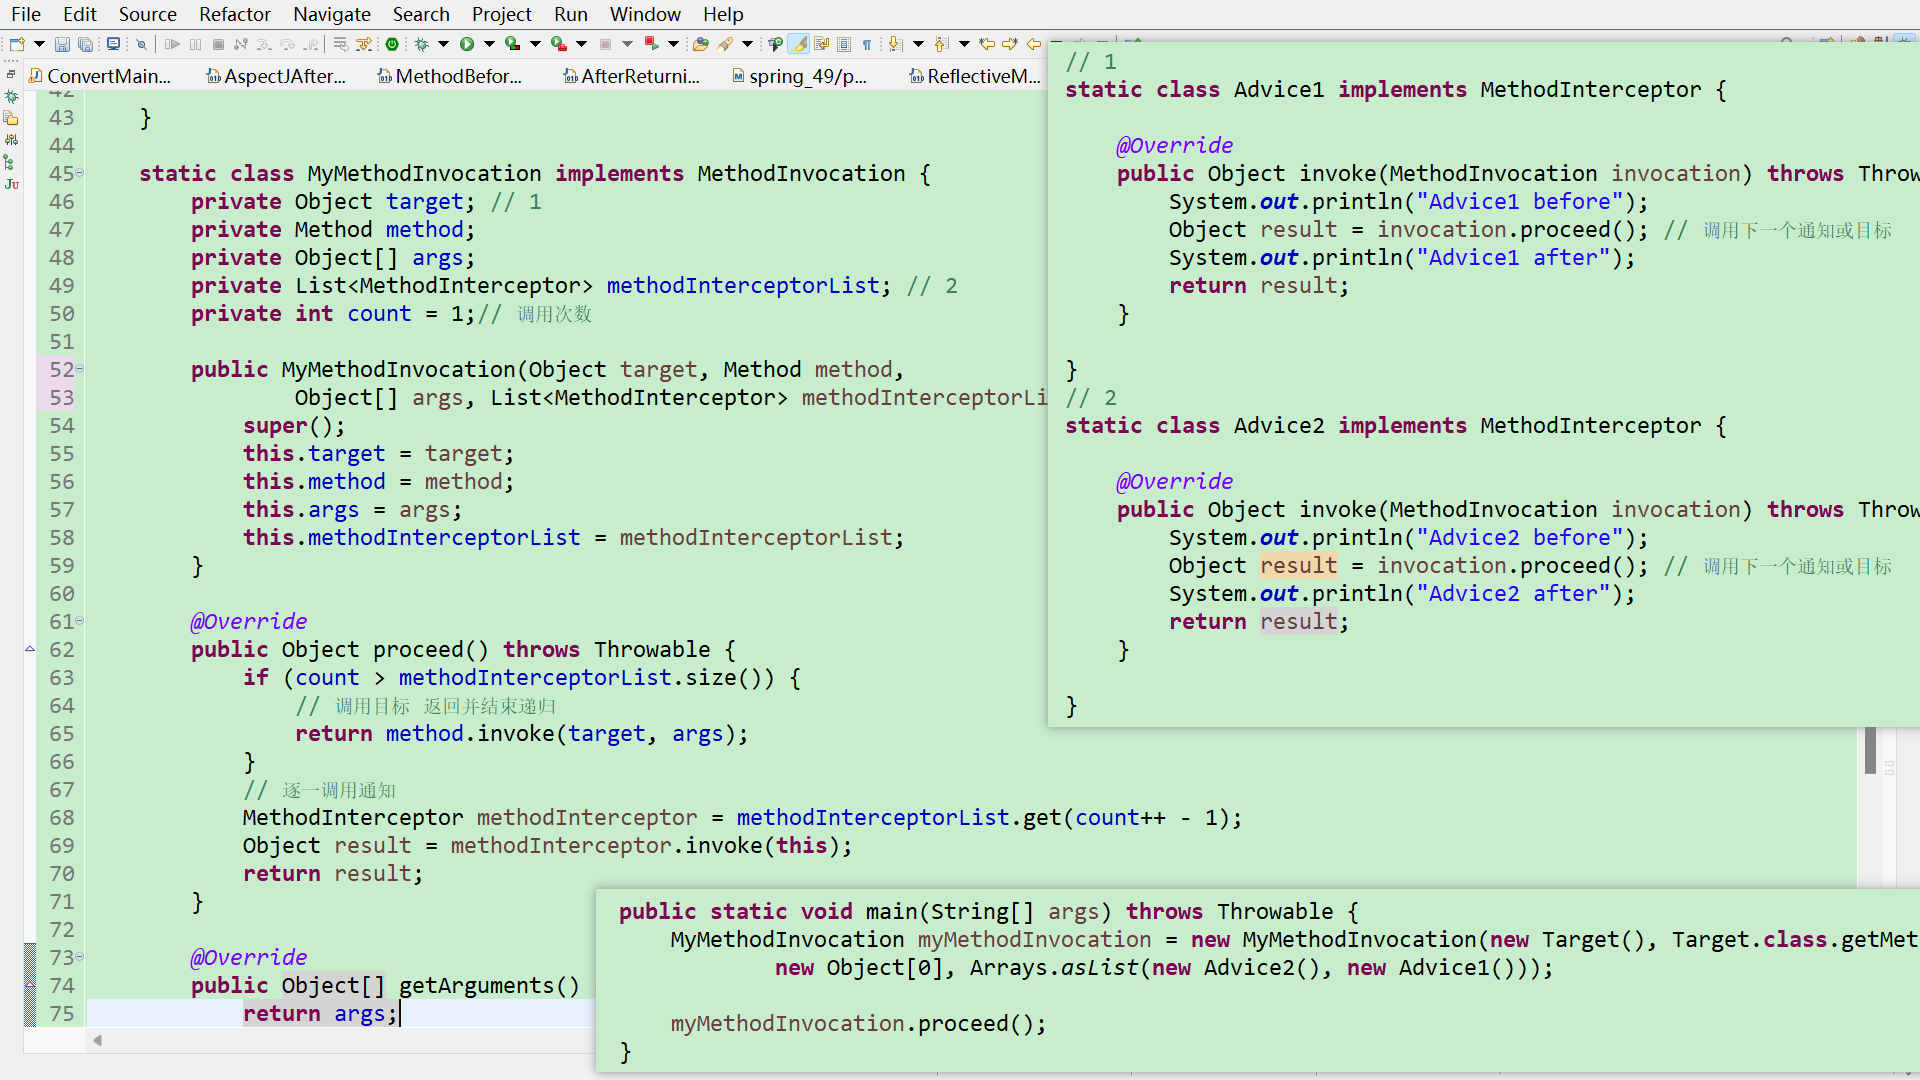 File Edit Source Refactor Navigate Search Project Run Window Help
ConvertMain... AspectJAfter... MethodBefor... AfterReturni... spring_49/p... ReflectiveM...
42
43 }
44
45 static class MyMethodInvocation implements MethodInvocation {
46 private Object target; // 1
47 private Method method;
48 private Object[] args;
49 private List<MethodInterceptor> methodInterceptorList; // 2
50 private int count = 1;// 调用次数
51
52 public MyMethodInvocation(Object target, Method method,
53 Object[] args, List<MethodInterceptor> methodInterceptorLi
54 super();
55 this.target = target;
56 this.method = method;
57 this.args = args;
58 this.methodInterceptorList = methodInterceptorList;
59 }
60
61 @Override
62 public Object proceed() throws Throwable {
63 if (count > methodInterceptorList.size()) {
64 // 调用目标 返回并结束递归
65 return method.invoke(target, args);
66 }
67 // 逐一调用通知
68 MethodInterceptor methodInterceptor = methodInterceptorList.get(count++ - 1);
69 Object result = methodInterceptor.invoke(this);
70 return result;
71 }
72
73 @Override
74 public Object[] getArguments()
75 return args;
// 1
static class Advice1 implements MethodInterceptor {
@Override
public Object invoke(MethodInvocation invocation) throws Throw
System.out.println("Advice1 before");
Object result = invocation.proceed(); // 调用下一个通知或目标
System.out.println("Advice1 after");
return result;
}
}
// 2
static class Advice2 implements MethodInterceptor {
@Override
public Object invoke(MethodInvocation invocation) throws Throw
System.out.println("Advice2 before");
Object result = invocation.proceed(); // 调用下一个通知或目标
System.out.println("Advice2 after");
return result;
}
}
public static void main(String[] args) throws Throwable {
MyMethodInvocation myMethodInvocation = new MyMethodInvocation(new Target(), Target.class.getMet
new Object[0], Arrays.asList(new Advice2(), new Advice1()));
myMethodInvocation.proceed();
}